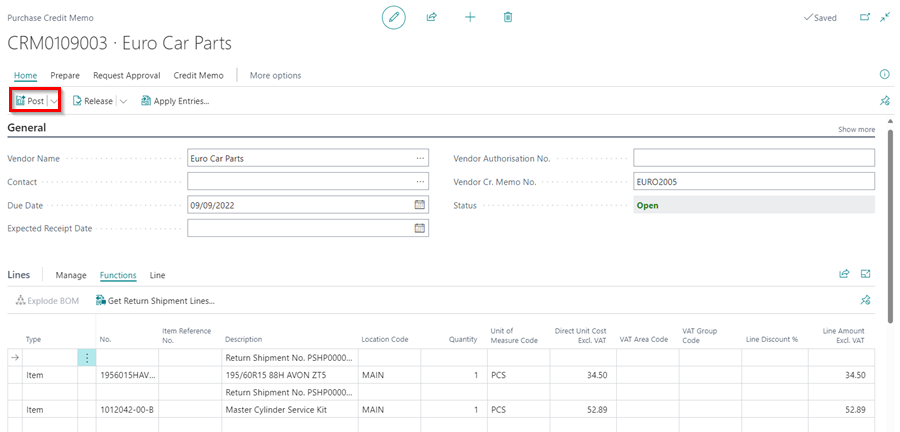 Purchase Credit Memo
Saved
CRM0109003 · Euro Car Parts
Home Prepare Request Approval Credit Memo More options
Post Release Apply Entries...
General
Show more
Vendor Name Euro Car Parts
Vendor Authorisation No.
Contact
Vendor Cr. Memo No. EURO2005
Due Date 09/09/2022
Status Open
Expected Receipt Date
Lines Manage Functions Line
Explode BOM Get Return Shipment Lines...
Type No. Item Reference No. Description Location Code Quantity Unit of Measure Code Direct Unit Cost Excl. VAT VAT Area Code VAT Group Code Line Discount % Line Amount Excl. VAT
Return Shipment No. PSHP0000...
Item 1956015HAV... 195/60R15 88H AVON ZT5 MAIN 1 PCS 34.50 34.50
Return Shipment No. PSHP0000...
Item 1012042-00-B Master Cylinder Service Kit MAIN 1 PCS 52.89 52.89